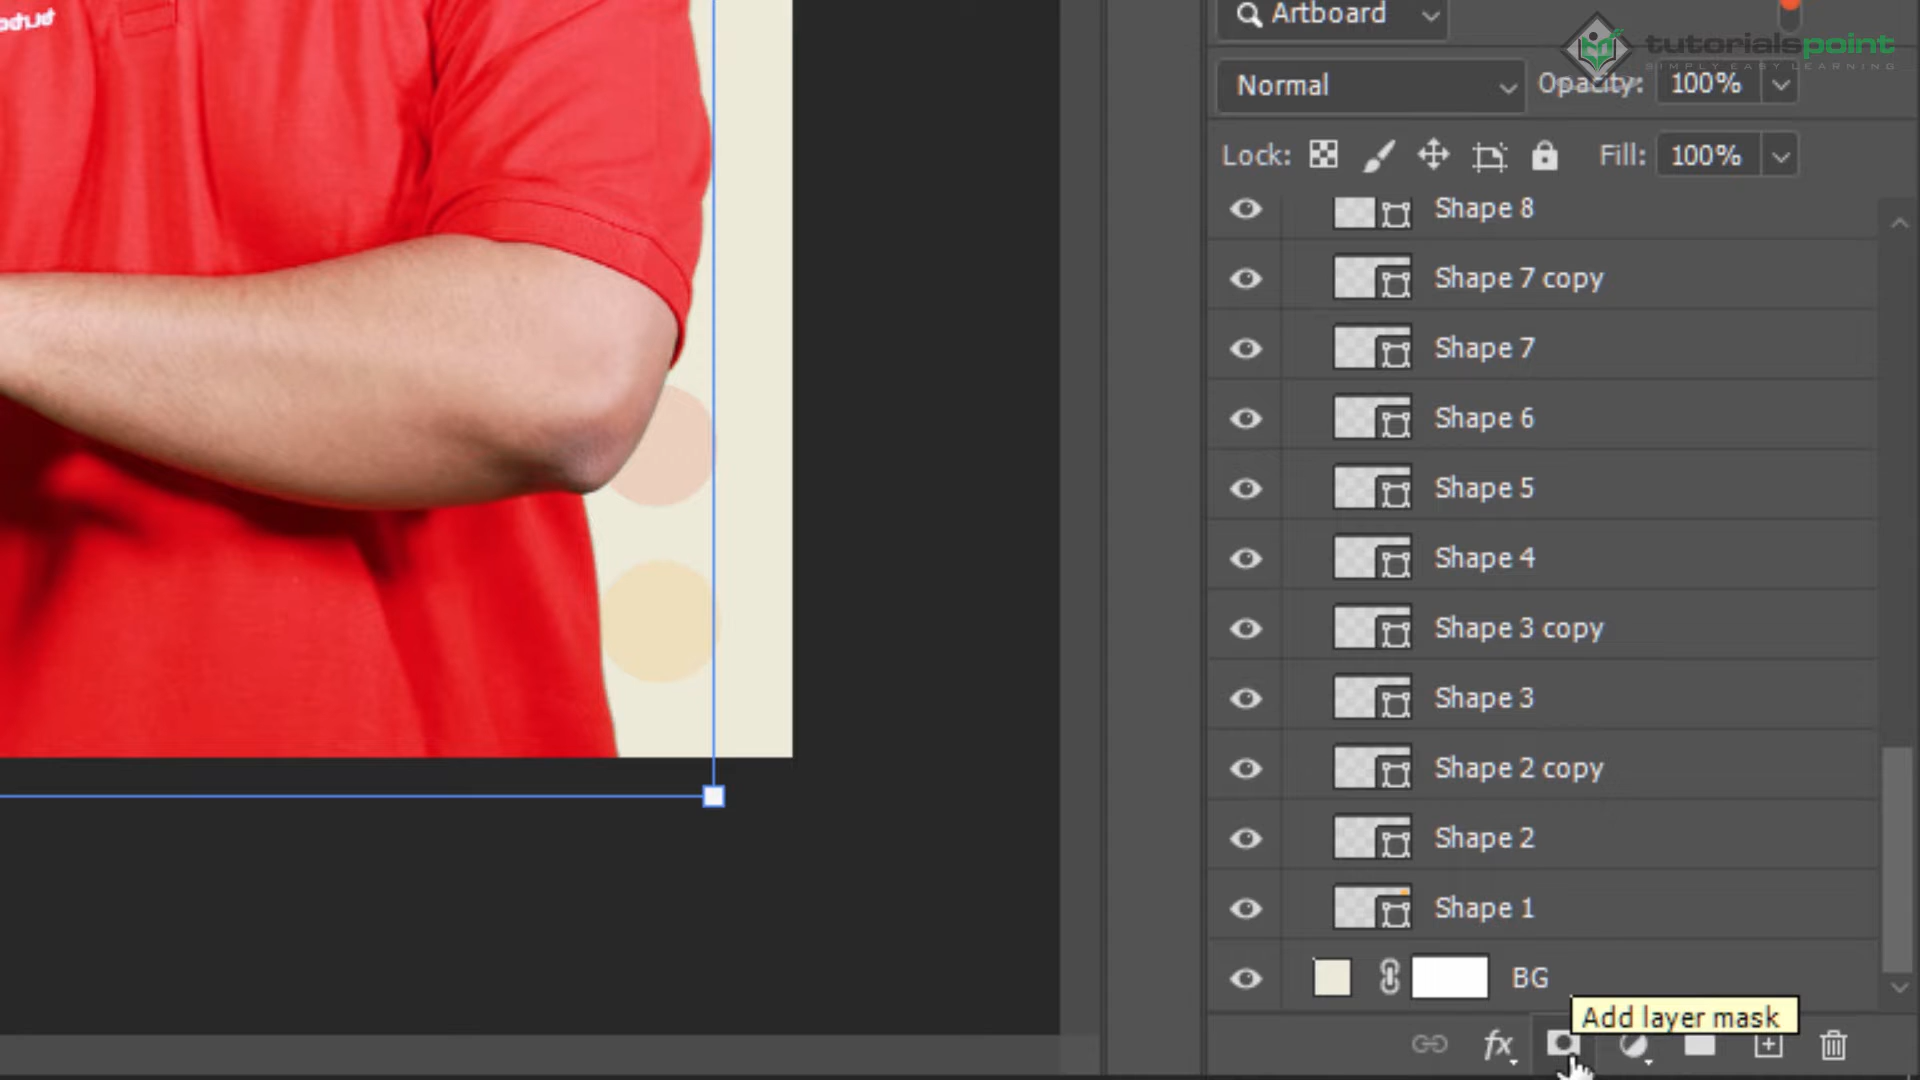 Artboard
tutorialspoint
SIMPLY EASY LEARNING
Normal
Opacity: 100%
Lock:
Fill: 100%
Shape 8
Shape 7 copy
Shape 7
Shape 6
Shape 5
Shape 4
Shape 3 copy
Shape 3
Shape 2 copy
Shape 2
Shape 1
BG
Add layer mask
fx